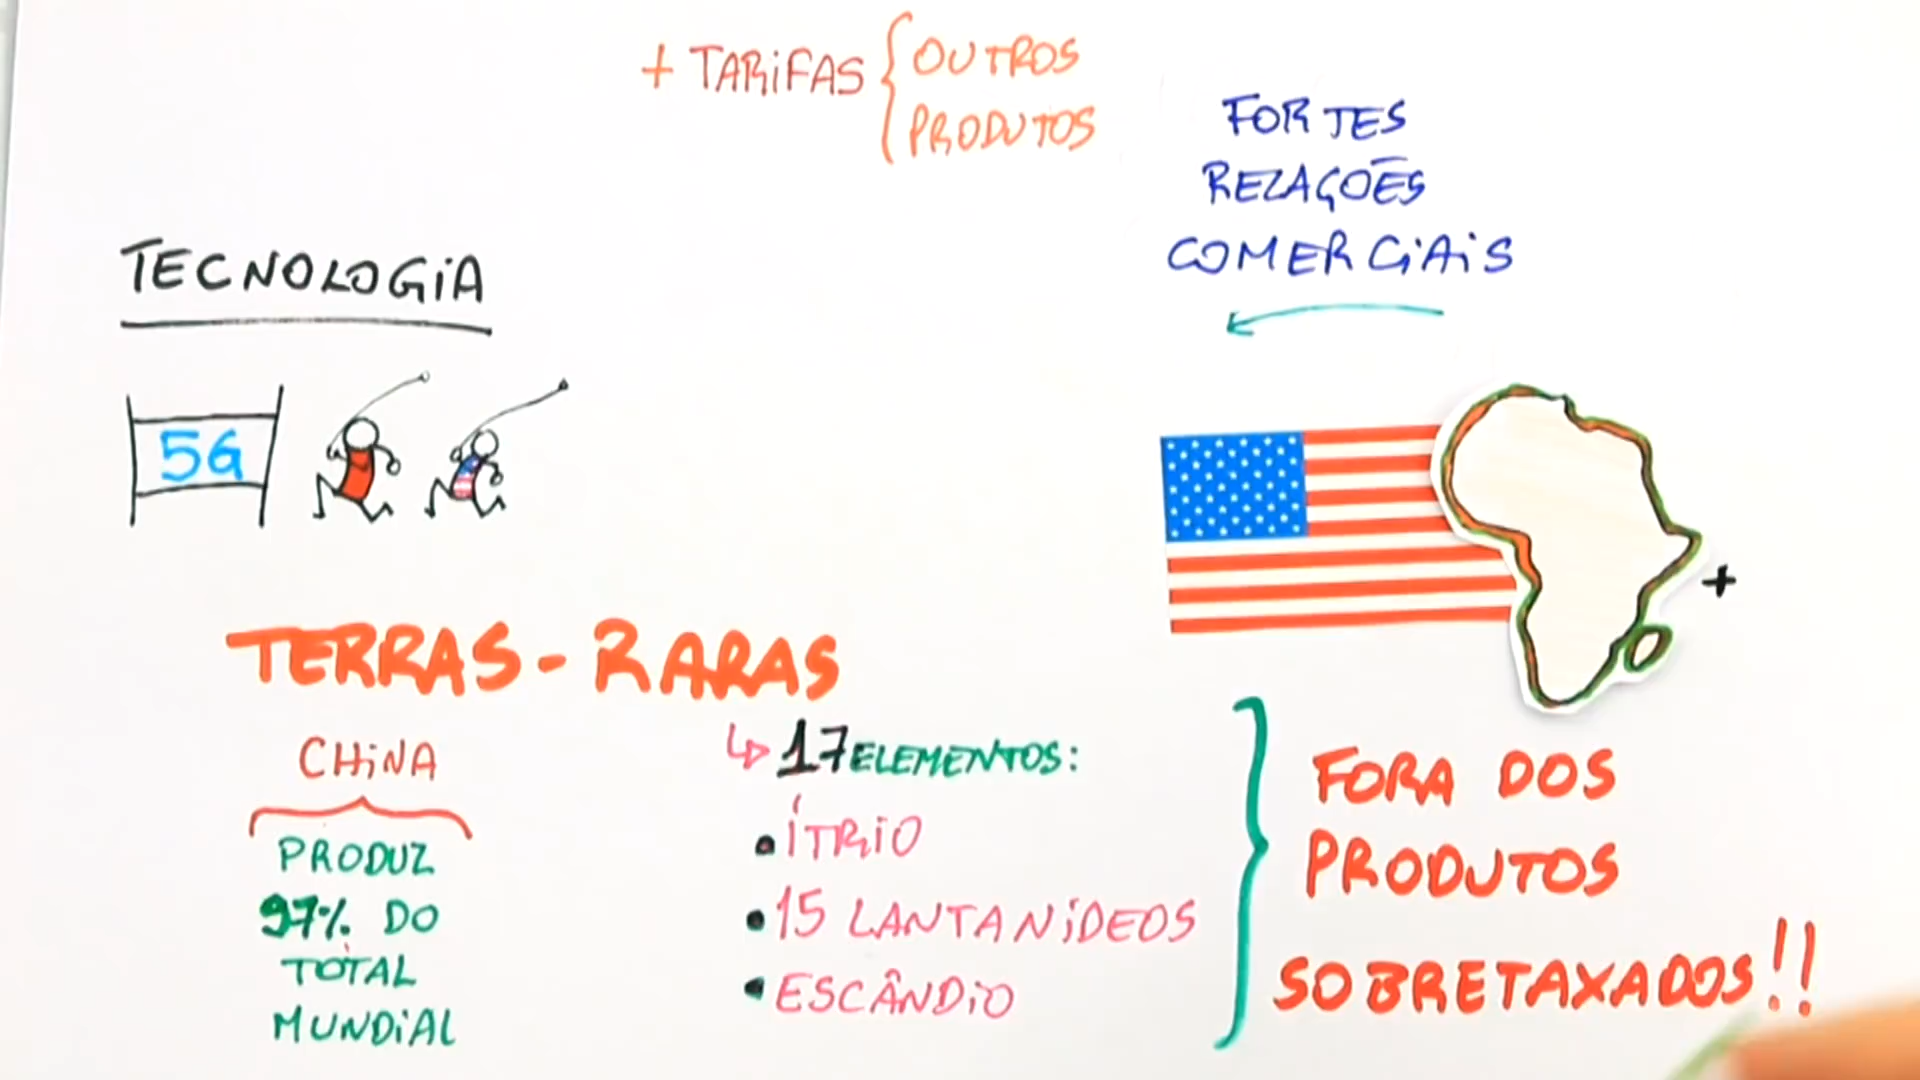 + TARIFAS { OUTROS
PRODUTOS
FORTES
RELAÇÕES
COMERCIAIS
TECNOLOGIA
5G
+
TERRAS-RARAS
CHINA
PRODUZ
97% DO
TOTAL
MUNDIAL
↳ 17 ELEMENTOS:
• ÍTRIO
• 15 LANTANÍDEOS
• ESCÂNDIO
FORA DOS
PRODUTOS
SOBRETAXADOS!!